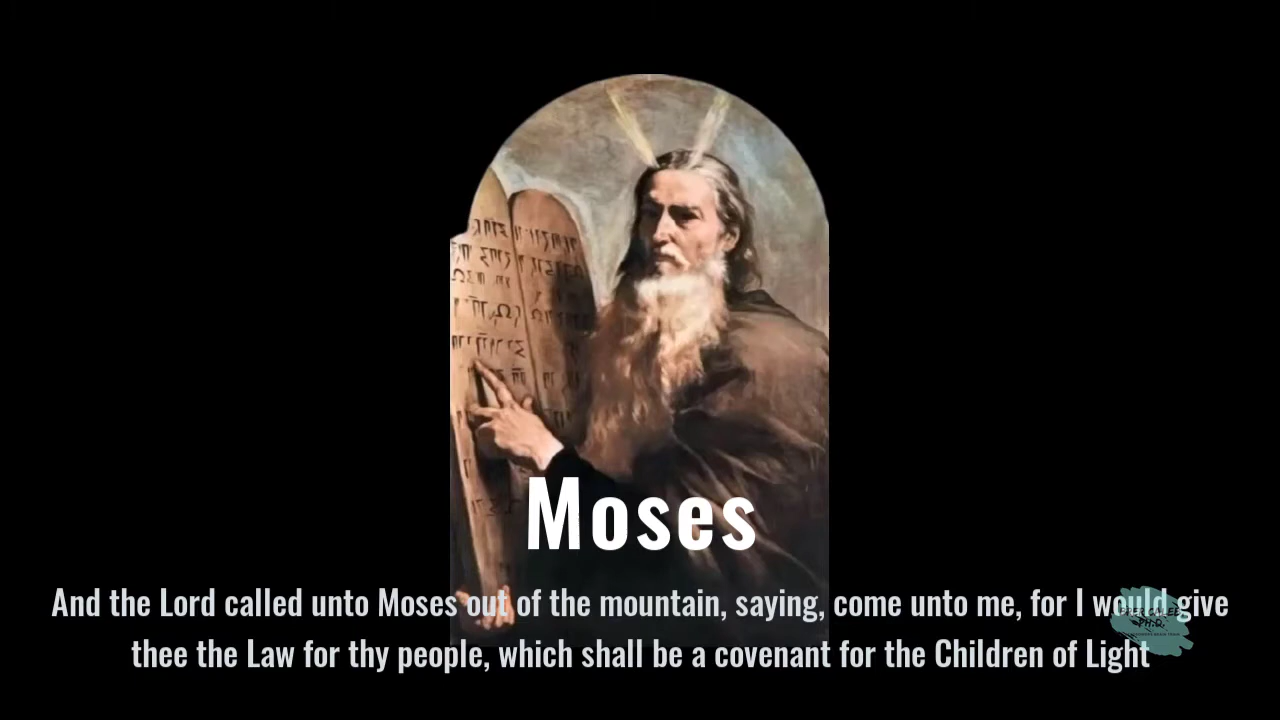 Moses
And the Lord called unto Moses out of the mountain, saying, come unto me, for I would give
thee the Law for thy people, which shall be a covenant for the Children of Light
PH.D.